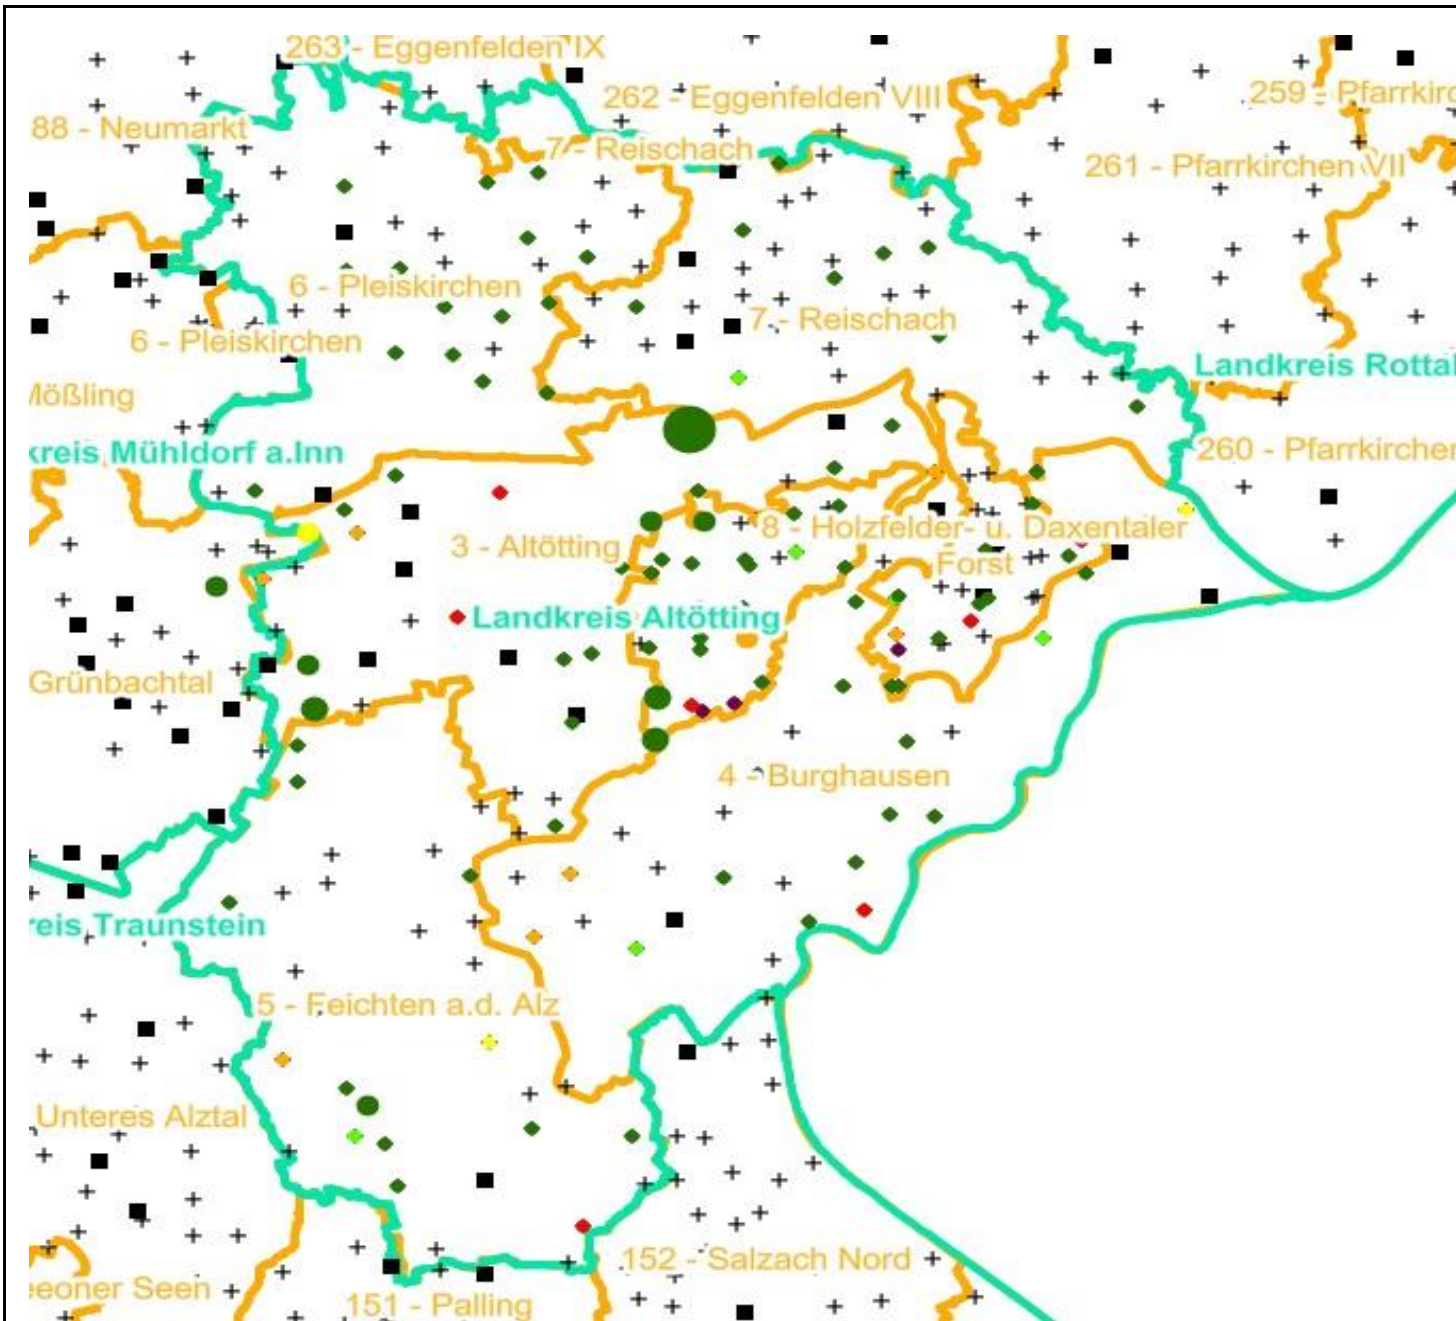 263 - Eggenfelden IX
262 - Eggenfelden VIII
259 - Pfarrkirc
88 - Neumarkt
7 - Reischach
261 - Pfarrkirchen VII
6 - Pleiskirchen
7 - Reischach
6 - Pleiskirchen
Landkreis Rottal
Mößling
kreis Mühldorf a.Inn
260 - Pfarrkirchen
8 - Holzfelder- u. Daxentaler
Forst
3 - Altötting
Landkreis Altötting
Grünbachtal
4 - Burghausen
reis Traunstein
5 - Feichten a.d. Alz
Unteres Alztal
152 - Salzach Nord
eeoner Seen
151 - Palling